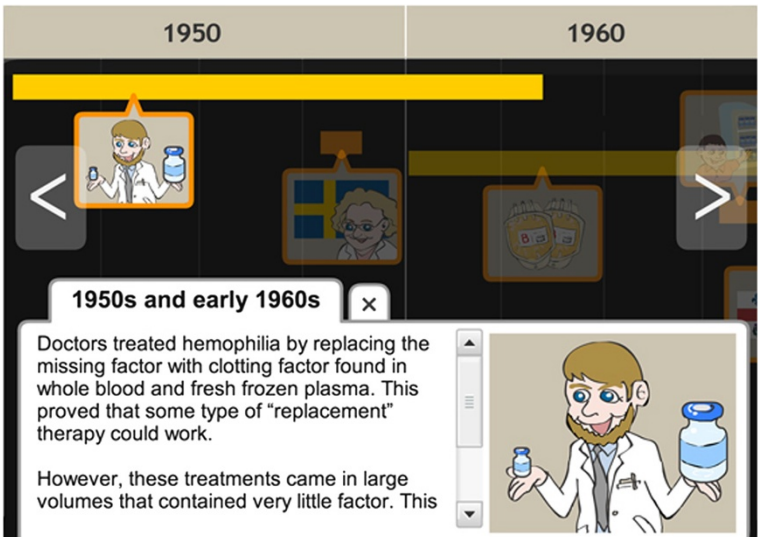 1950
1960
<
>
1950s and early 1960s
×
Doctors treated hemophilia by replacing the
missing factor with clotting factor found in
whole blood and fresh frozen plasma. This
proved that some type of “replacement”
therapy could work.
However, these treatments came in large
volumes that contained very little factor. This